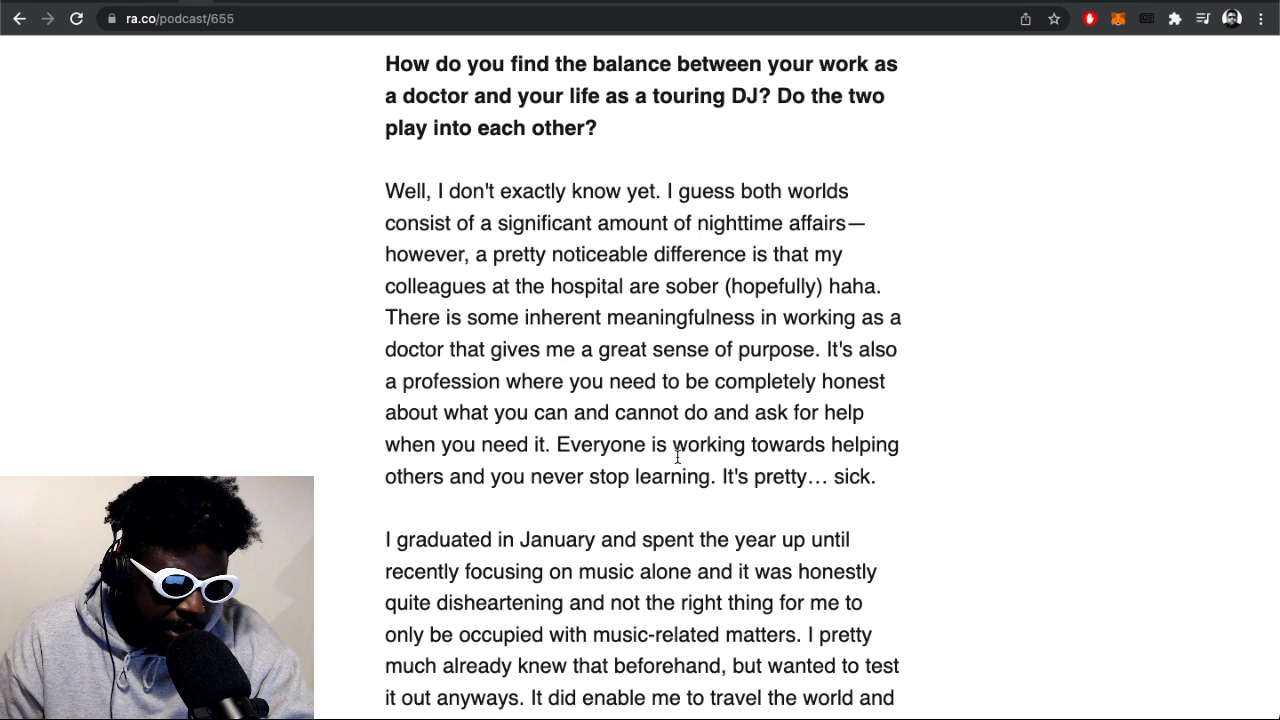 ra.co/podcast/655
How do you find the balance between your work as
a doctor and your life as a touring DJ? Do the two
play into each other?
Well, I don't exactly know yet. I guess both worlds
consist of a significant amount of nighttime affairs—
however, a pretty noticeable difference is that my
colleagues at the hospital are sober (hopefully) haha.
There is some inherent meaningfulness in working as a
doctor that gives me a great sense of purpose. It's also
a profession where you need to be completely honest
about what you can and cannot do and ask for help
when you need it. Everyone is working towards helping
others and you never stop learning. It's pretty… sick.
I graduated in January and spent the year up until
recently focusing on music alone and it was honestly
quite disheartening and not the right thing for me to
only be occupied with music-related matters. I pretty
much already knew that beforehand, but wanted to test
it out anyways. It did enable me to travel the world and